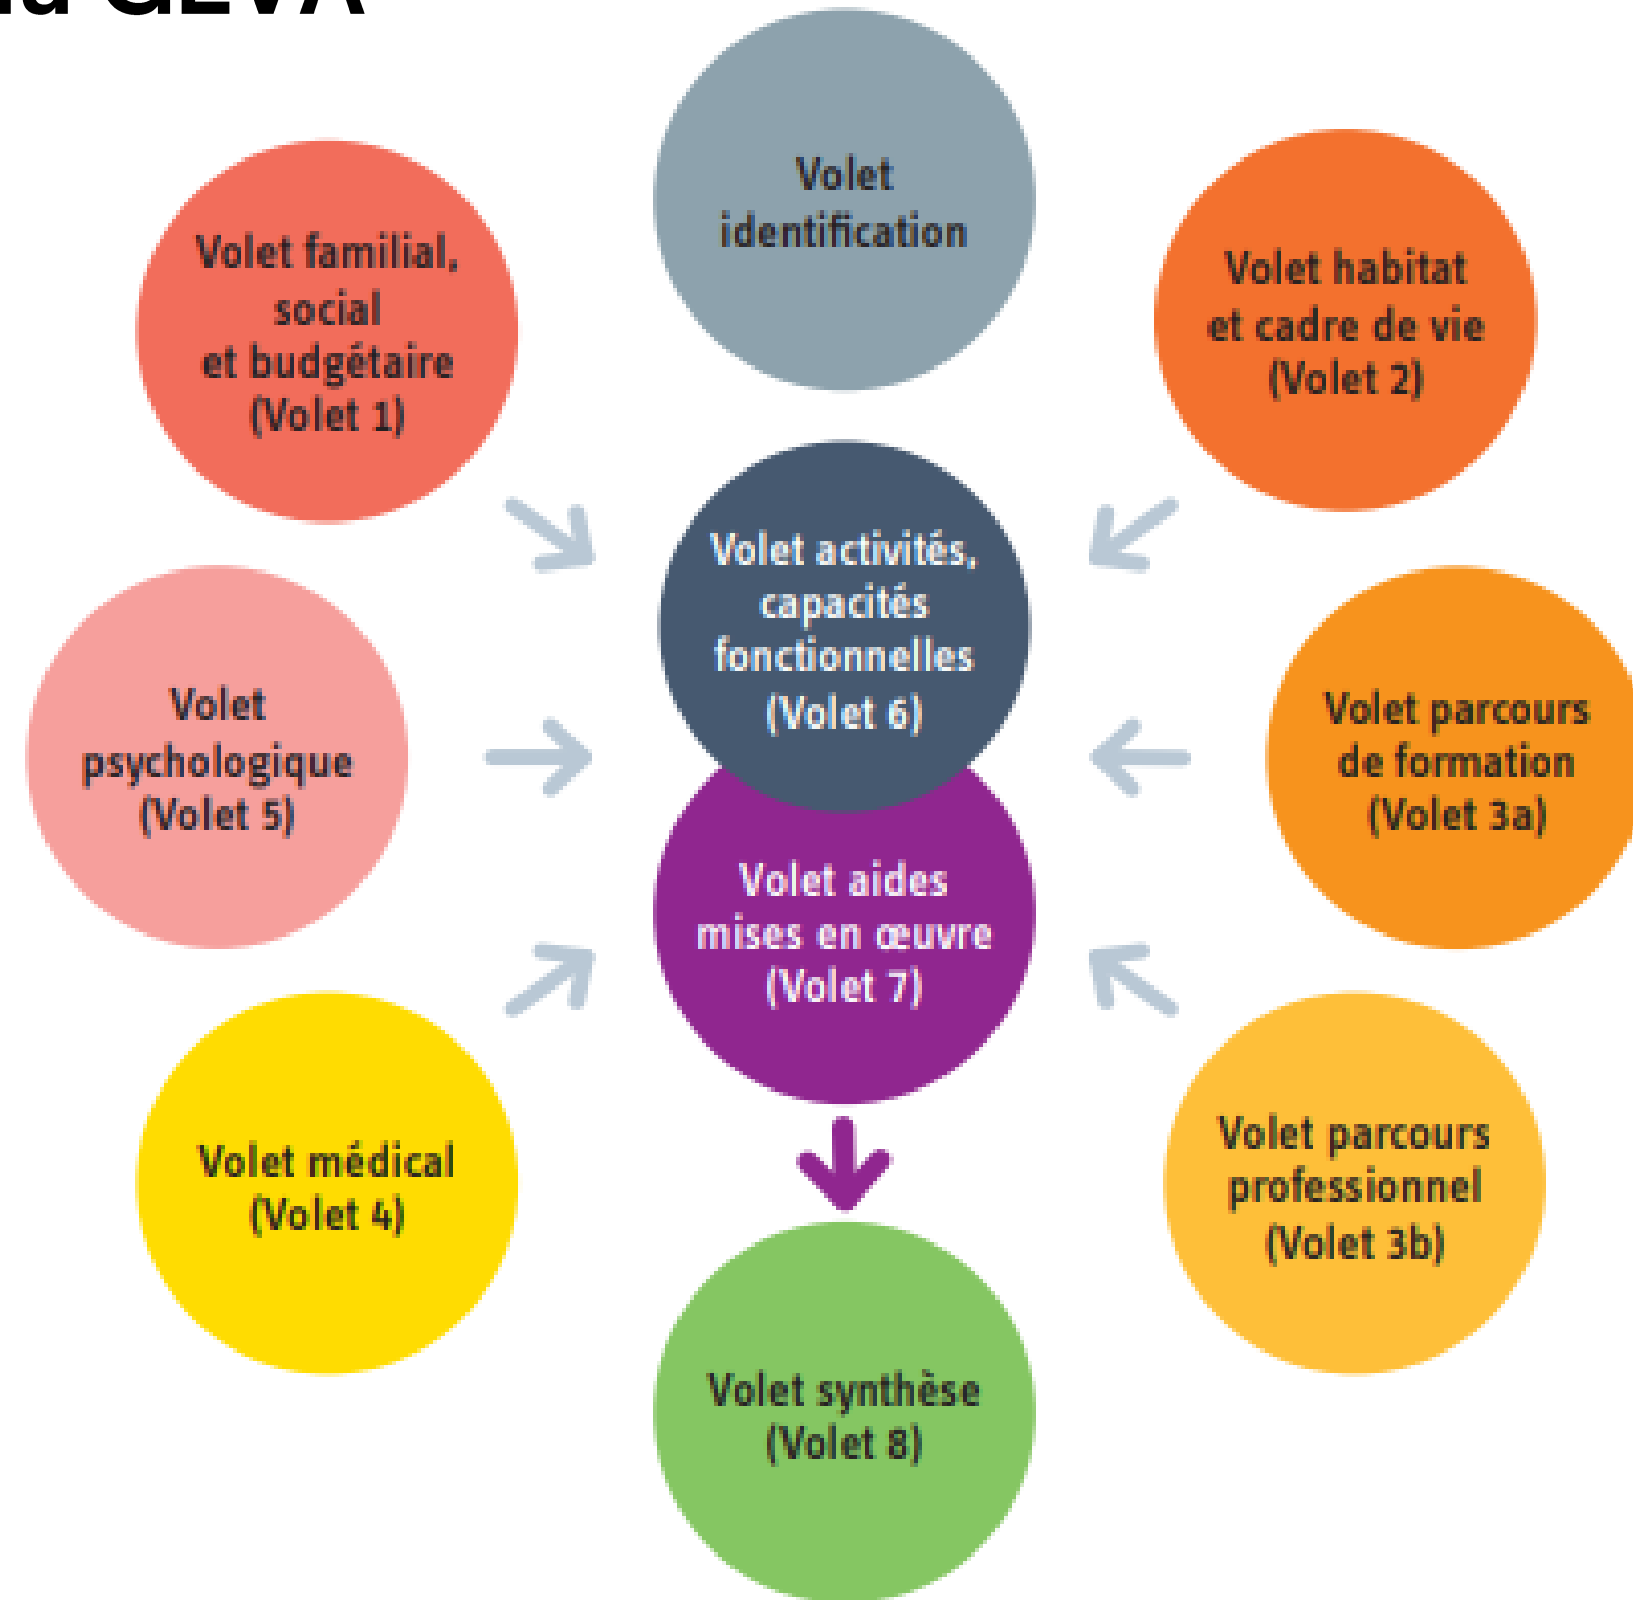 GEVA
Volet
identification
Volet familial,
social
et budgétaire
(Volet 1)
Volet habitat
et cadre de vie
(Volet 2)
Volet activités,
capacités
fonctionnelles
(Volet 6)
Volet
psychologique
(Volet 5)
Volet parcours
de formation
(Volet 3a)
Volet aides
mises en œuvre
(Volet 7)
Volet médical
(Volet 4)
Volet parcours
professionnel
(Volet 3b)
Volet synthèse
(Volet 8)